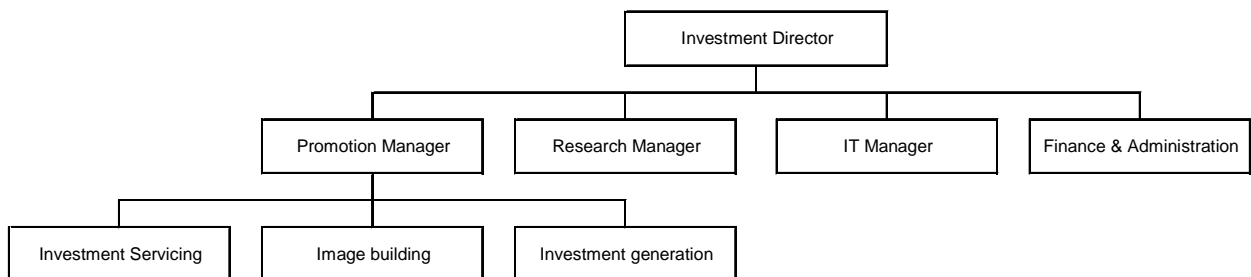 Investment Director
Promotion Manager
Research Manager
IT Manager
Finance & Administration
Investment Servicing
Image building
Investment generation